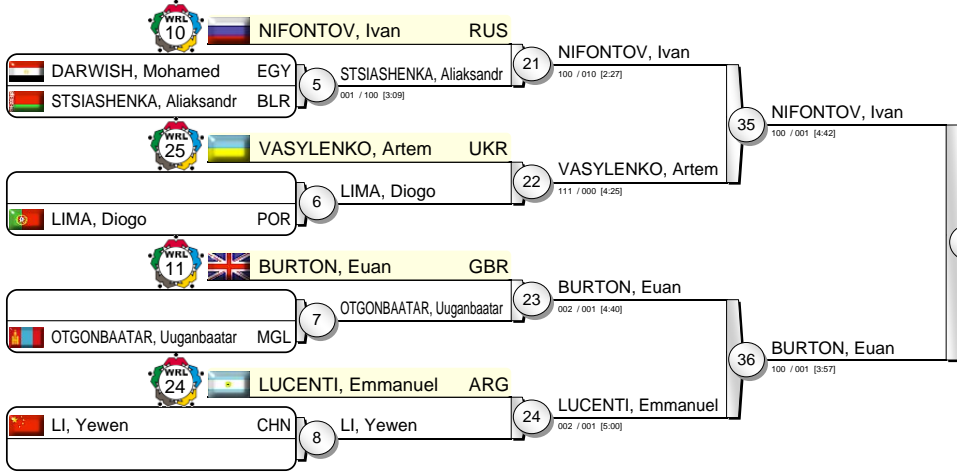 WRL
10
NIFONTOV, Ivan RUS
DARWISH, Mohamed EGY
STSIASHENKA, Aliaksandr BLR
5
STSIASHENKA, Aliaksandr
001 / 100 [3:09]
21
NIFONTOV, Ivan
100 / 010 [2:27]
WRL
25
VASYLENKO, Artem UKR
LIMA, Diogo POR
6
LIMA, Diogo
22
VASYLENKO, Artem
111 / 000 [4:25]
35
NIFONTOV, Ivan
100 / 001 [4:42]
WRL
11
BURTON, Euan GBR
OTGONBAATAR, Uuganbaatar MGL
7
OTGONBAATAR, Uuganbaatar
23
BURTON, Euan
002 / 001 [4:40]
WRL
24
LUCENTI, Emmanuel ARG
LI, Yewen CHN
8
LI, Yewen
24
LUCENTI, Emmanuel
002 / 001 [5:00]
36
BURTON, Euan
100 / 001 [3:57]